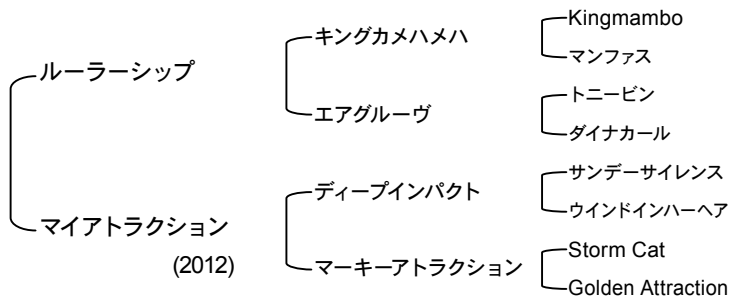 ルーラーシップ
キングカメハメハ
Kingmambo
マンファス
エアグルーヴ
トニービン
ダイナカール
マイアトラクション
(2012)
ディープインパクト
サンデーサイレンス
ウインドインハーヘア
マーキーアトラクション
Storm Cat
Golden Attraction